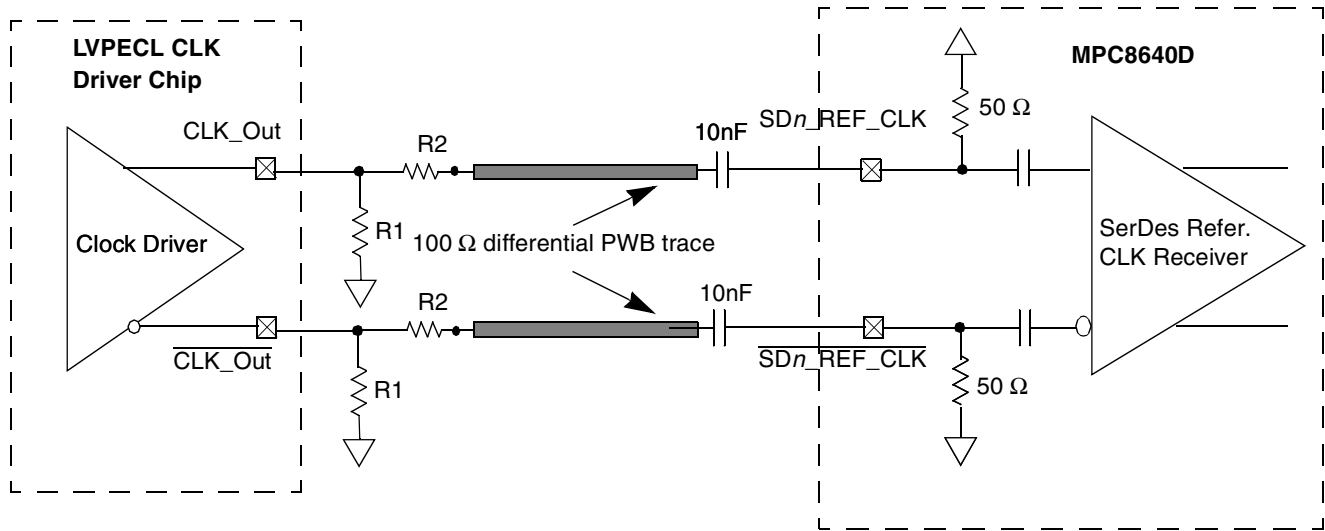 LVPECL CLK
Driver Chip
MPC8640D
CLK_Out
R2
10nF
SDn_REF_CLK
50 Ω
Clock Driver
R1
100 Ω differential PWB trace
SerDes Refer.
CLK Receiver
R2
10nF
CLK_Out
SDn_REF_CLK
R1
50 Ω